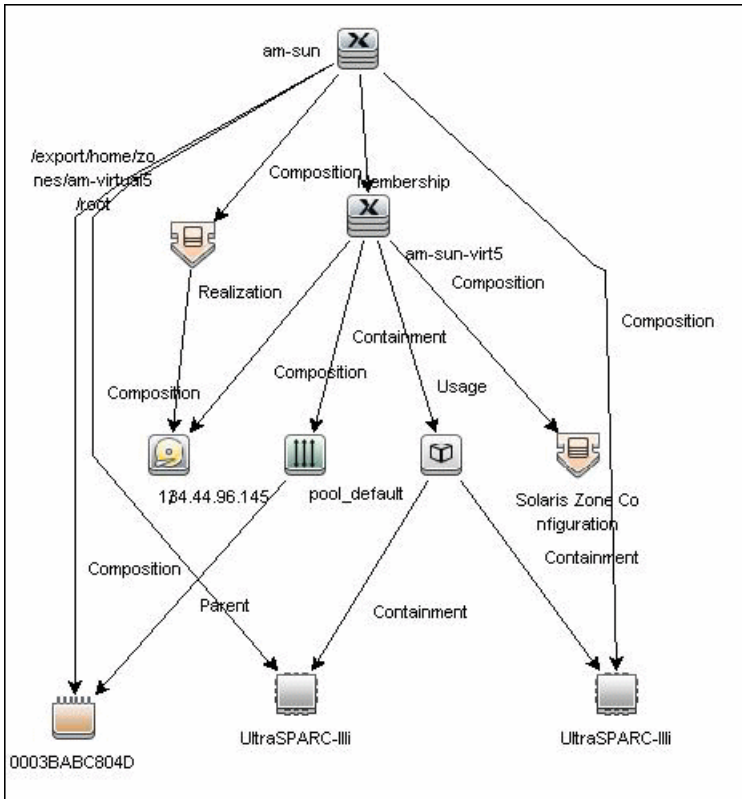 am-sun
/export/home/zo
nes/am-virtual5
/root
Composition
Membership
am-sun-virt5
Realization
Composition
Composition
Containment
Composition
Composition
Usage
134.44.96.145
pool_default
Solaris Zone Co
nfiguration
Containment
Composition
Parent
Containment
UltraSPARC-IIIi
UltraSPARC-IIIi
0003BABC804D